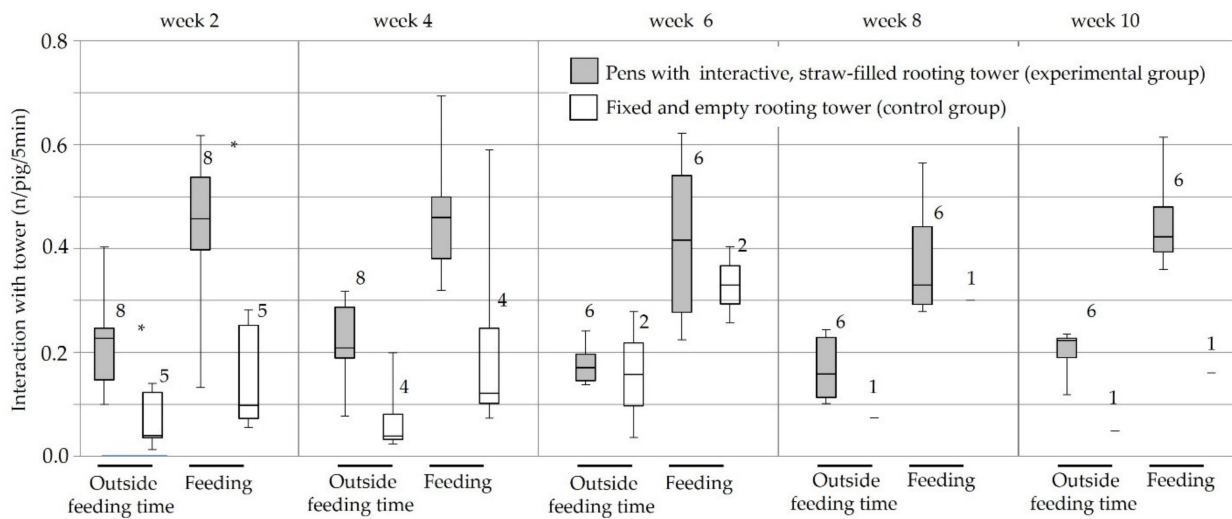 week 2 week 4 week 6 week 8 week 10
Interaction with tower (n/pig/5min)
0.8
0.6
0.4
0.2
0.0
Pens with interactive, straw-filled rooting tower (experimental group)
Fixed and empty rooting tower (control group)
8 * 5 8 * 5
8 4 4
6 2 6 2
6 1 6 1
6 1 6 1
Outside
feeding time
Feeding
Outside
feeding time
Feeding
Outside
feeding time
Feeding
Outside
feeding time
Feeding
Outside
feeding time
Feeding